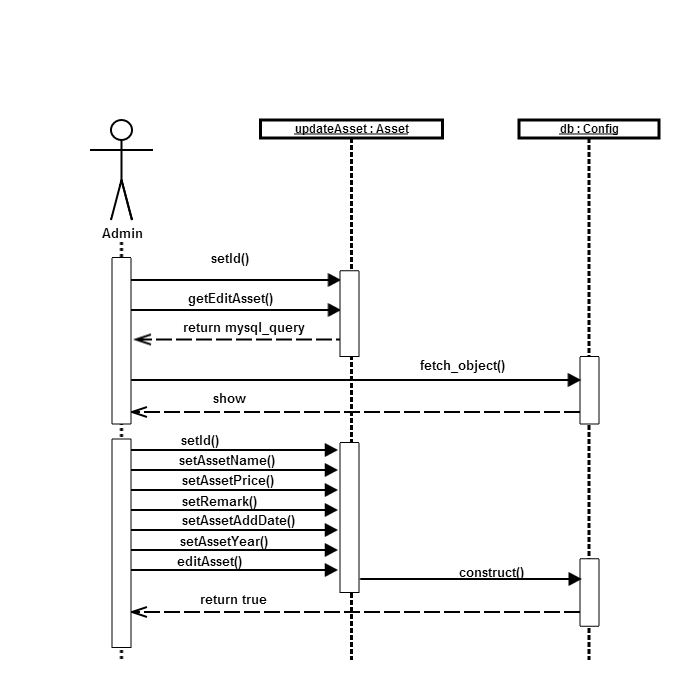 updateAsset : Asset
db : Config
Admin
setId()
getEditAsset()
return mysql_query
fetch_object()
show
setId()
setAssetName()
setAssetPrice()
setRemark()
setAssetAddDate()
setAssetYear()
editAsset()
construct()
return true